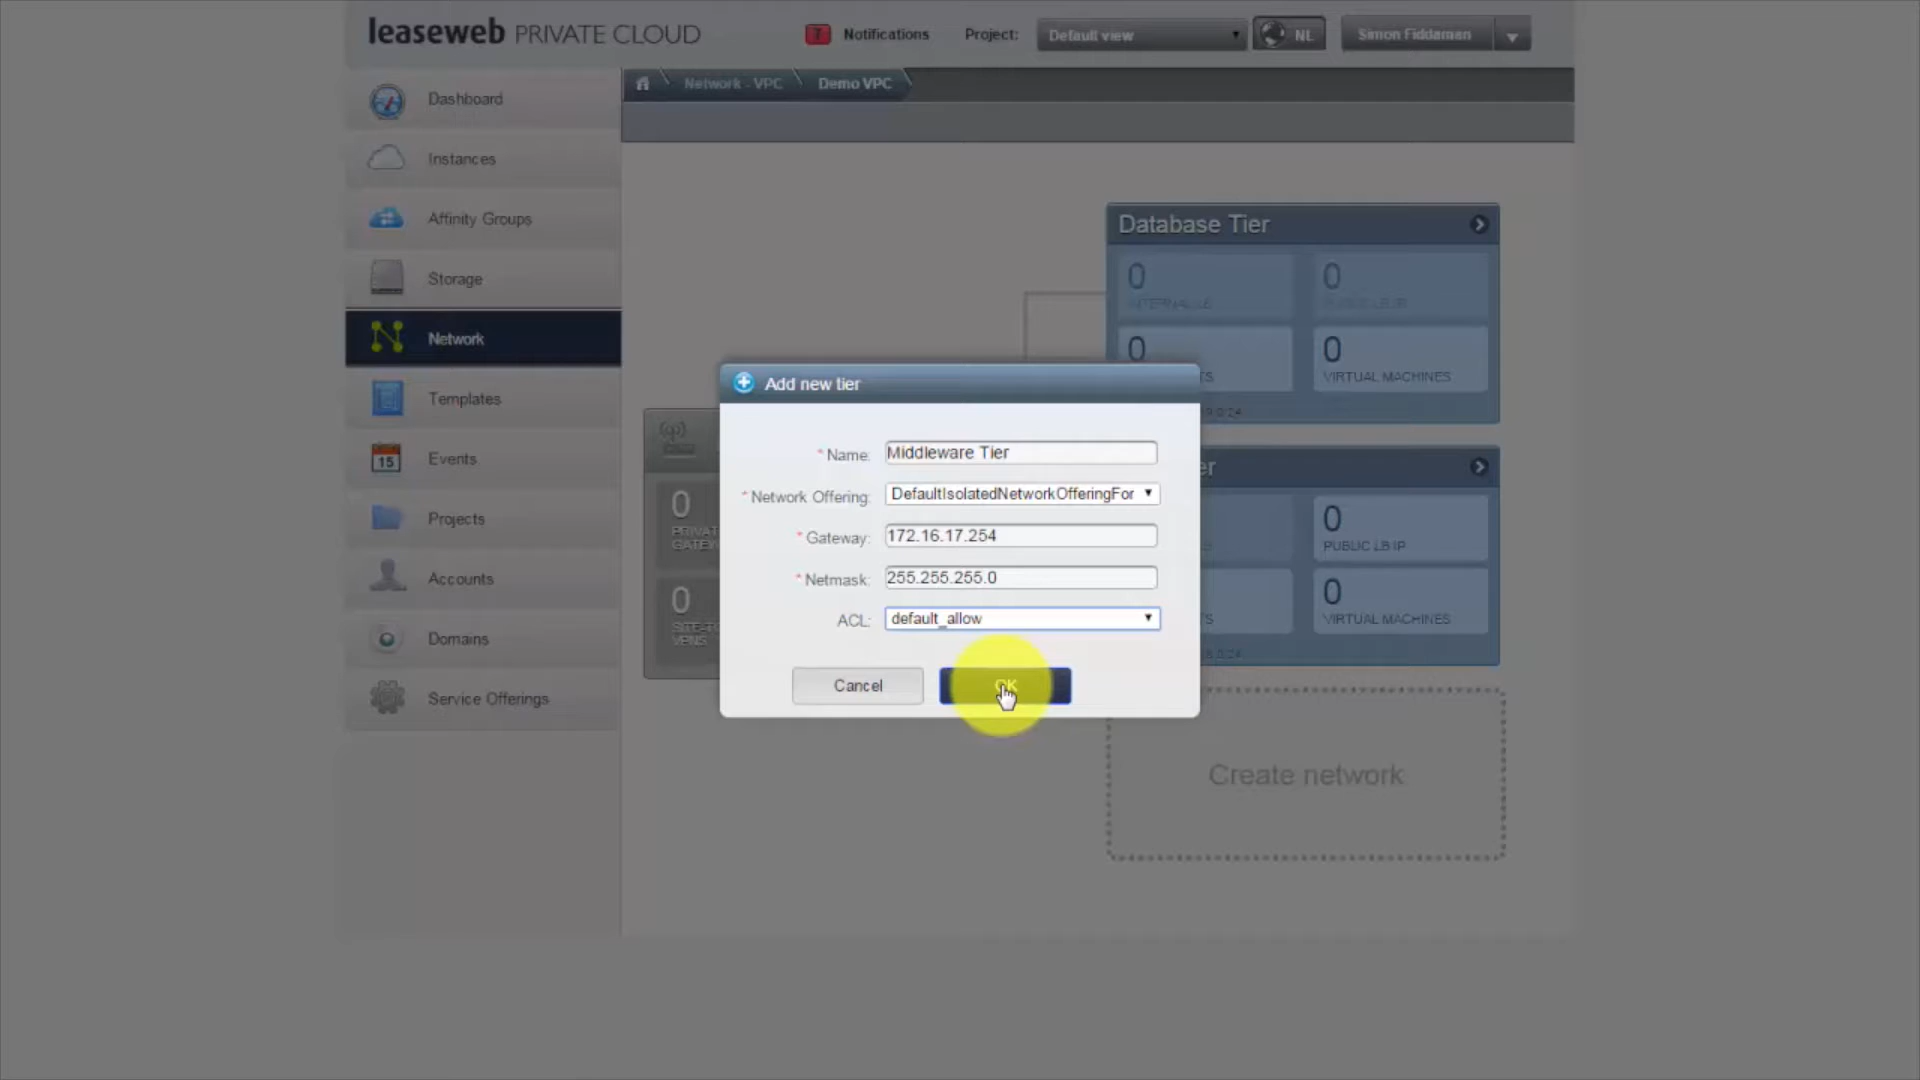 leaseweb PRIVATE CLOUD
7 Notifications Project: Default view NL Simon Fiddaman
Network - VPC Demo VPC
Dashboard
Instances
Affinity Groups
Storage
Network
Templates
Events
15
Projects
Accounts
Domains
Service Offerings
Database Tier
0 0
0 0
VIRTUAL MACHINES
Add new tier
* Name: Middleware Tier
* Network Offering: DefaultIsolatedNetworkOfferingFor
* Gateway: 172.16.17.254
* Netmask: 255.255.255.0
ACL: default_allow
Cancel OK
0
0
0
PUBLIC LB IP
0
VIRTUAL MACHINES
Create network